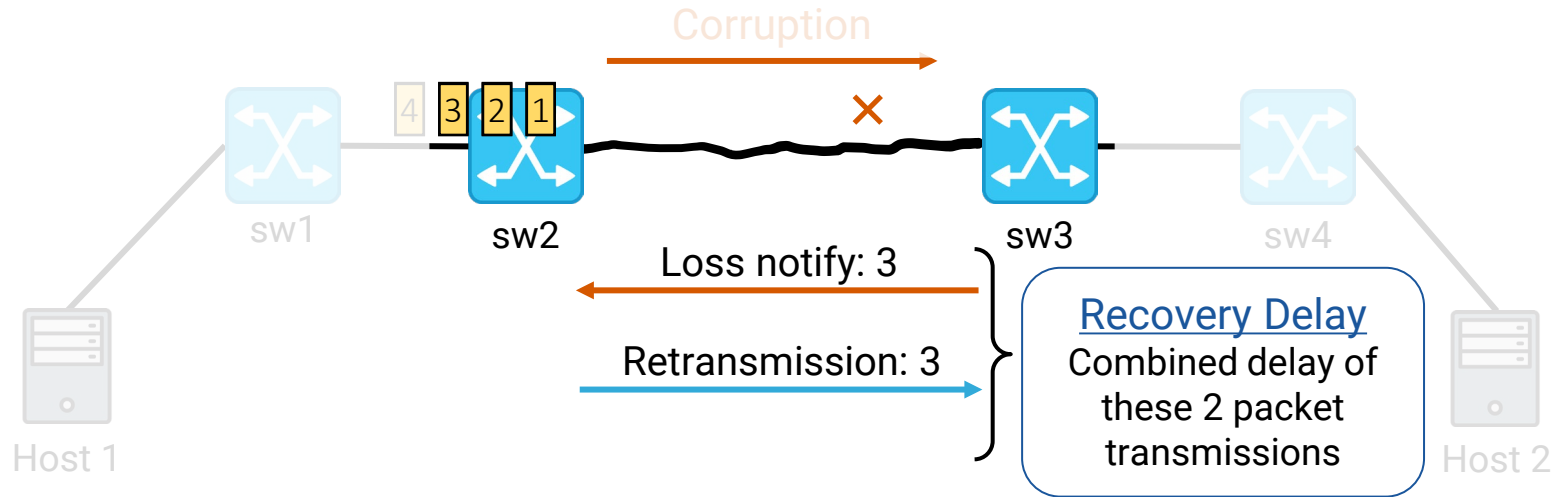 Corruption
4 3 2 1
sw1
sw2
sw3
sw4
Loss notify: 3
Retransmission: 3
Recovery Delay
Combined delay of
these 2 packet
transmissions
Host 1
Host 2